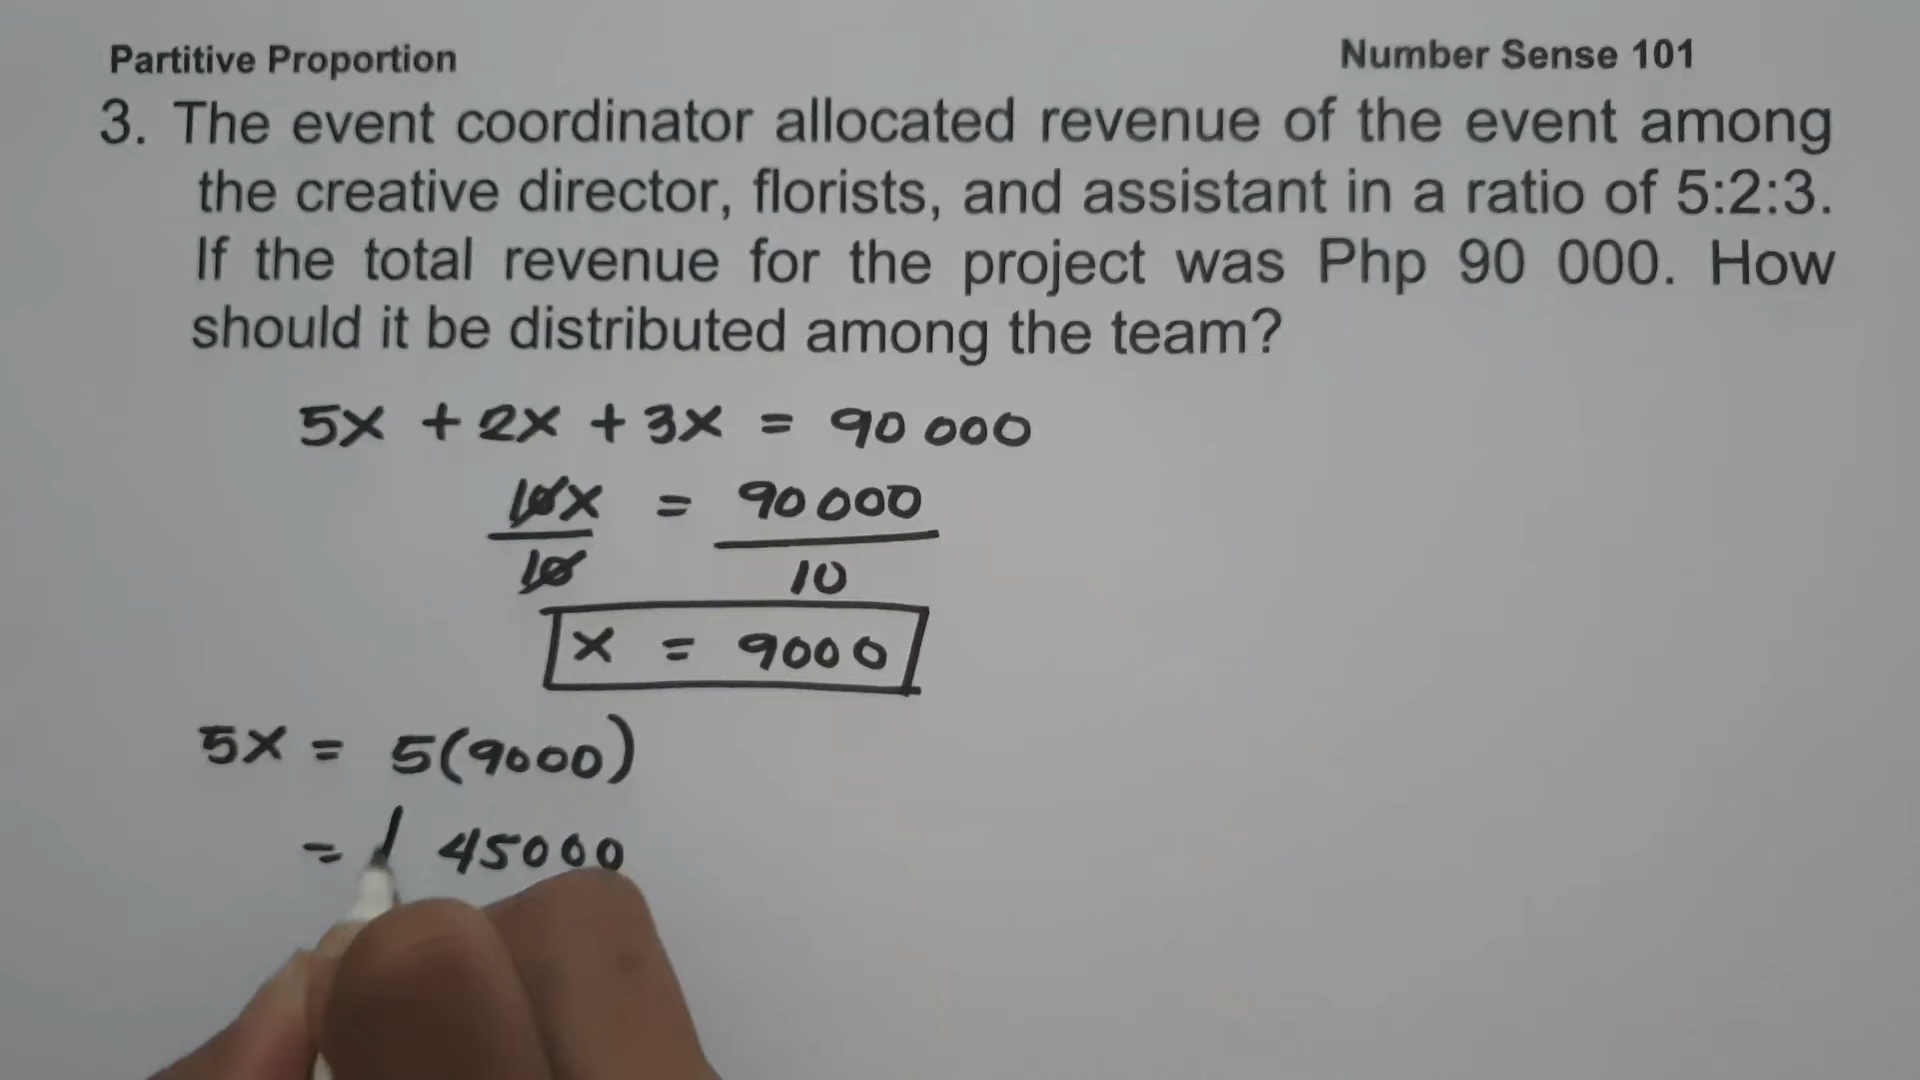 Partitive Proportion Number Sense 101
3. The event coordinator allocated revenue of the event among
the creative director, florists, and assistant in a ratio of 5:2:3.
If the total revenue for the project was Php 90 000. How
should it be distributed among the team?
5x + 2x + 3x = 90 000
10x = 90 000
10 10
x = 9000
5x = 5(9000)
= 45000